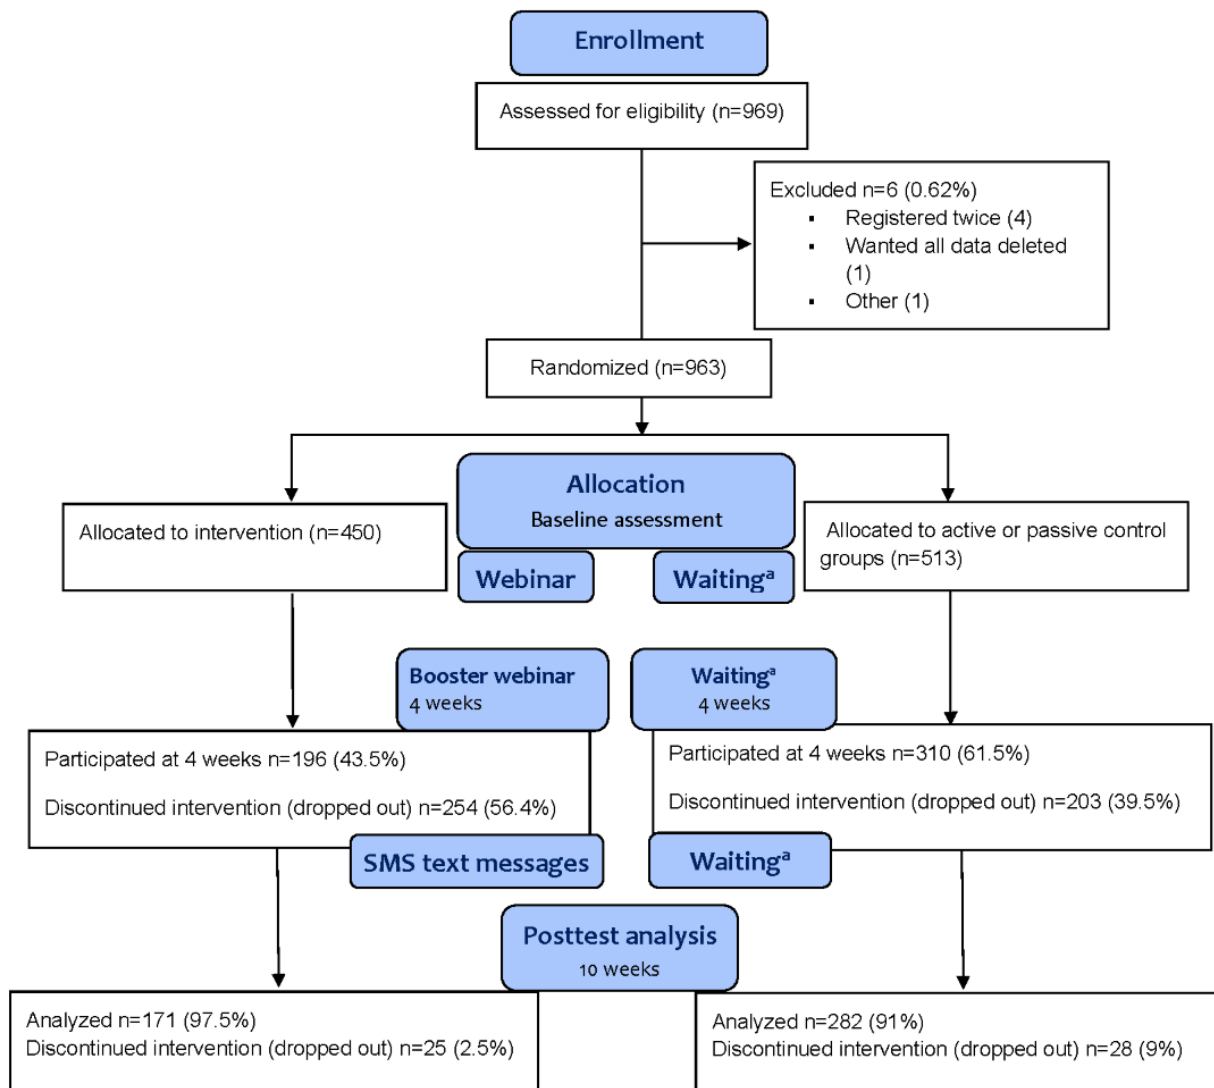 Enrollment
Assessed for eligibility (n=969)
Excluded n=6 (0.62%)
▪ Registered twice (4)
▪ Wanted all data deleted
(1)
▪ Other (1)
Randomized (n=963)
Allocation
Baseline assessment
Allocated to intervention (n=450)
Allocated to active or passive control
groups (n=513)
Webinar
Waitingᵃ
Booster webinar
4 weeks
Waitingᵃ
4 weeks
Participated at 4 weeks n=196 (43.5%)
Discontinued intervention (dropped out) n=254 (56.4%)
Participated at 4 weeks n=310 (61.5%)
Discontinued intervention (dropped out) n=203 (39.5%)
SMS text messages
Waitingᵃ
Posttest analysis
10 weeks
Analyzed n=171 (97.5%)
Discontinued intervention (dropped out) n=25 (2.5%)
Analyzed n=282 (91%)
Discontinued intervention (dropped out) n=28 (9%)